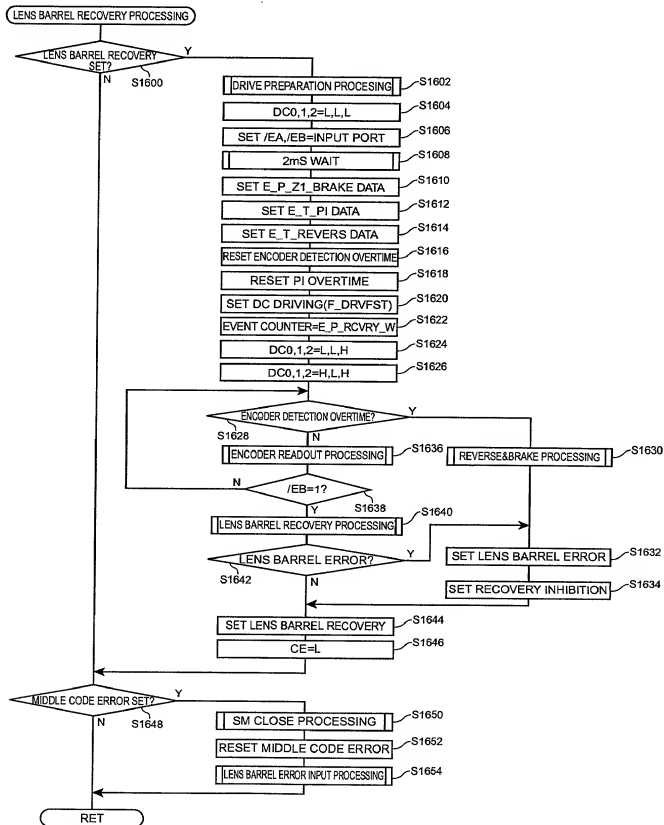 LENS BARREL RECOVERY PROCESSING
LENS BARREL RECOVERY
SET?
Y
N
S1600
DRIVE PREPARATION PROCESING
S1602
DC0,1,2=L,L,L
S1604
SET /EA,/EB=INPUT PORT
S1606
2mS WAIT
S1608
SET E_P_Z1_BRAKE DATA
S1610
SET E_T_PI DATA
S1612
SET E_T_REVERS DATA
S1614
RESET ENCODER DETECTION OVERTIME
S1616
RESET PI OVERTIME
S1618
SET DC DRIVING(F_DRVFST)
S1620
EVENT COUNTER=E_P_RCVRY_W
S1622
DC0,1,2=L,L,H
S1624
DC0,1,2=H,L,H
S1626
ENCODER DETECTION OVERTIME?
Y
S1628
N
ENCODER READOUT PROCESSING
S1636
REVERSE&BRAKE PROCESSING
S1630
N
/EB=1?
S1638
Y
LENS BARREL RECOVERY PROCESSING
S1640
LENS BARREL ERROR?
Y
S1642
N
SET LENS BARREL ERROR
S1632
SET RECOVERY INHIBITION
S1634
SET LENS BARREL RECOVERY
S1644
CE=L
S1646
MIDDLE CODE ERROR SET?
Y
N
S1648
SM CLOSE PROCESSING
S1650
RESET MIDDLE CODE ERROR
S1652
LENS BARREL ERROR INPUT PROCESSING
S1654
RET